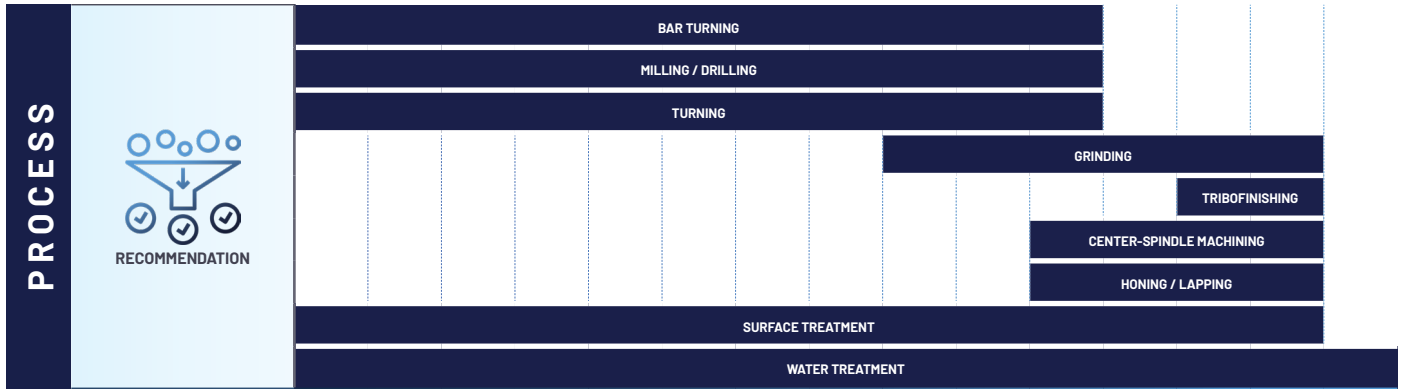 PROCESS
RECOMMENDATION
BAR TURNING
MILLING / DRILLING
TURNING
GRINDING
TRIBOFINISHING
CENTER-SPINDLE MACHINING
HONING / LAPPING
SURFACE TREATMENT
WATER TREATMENT